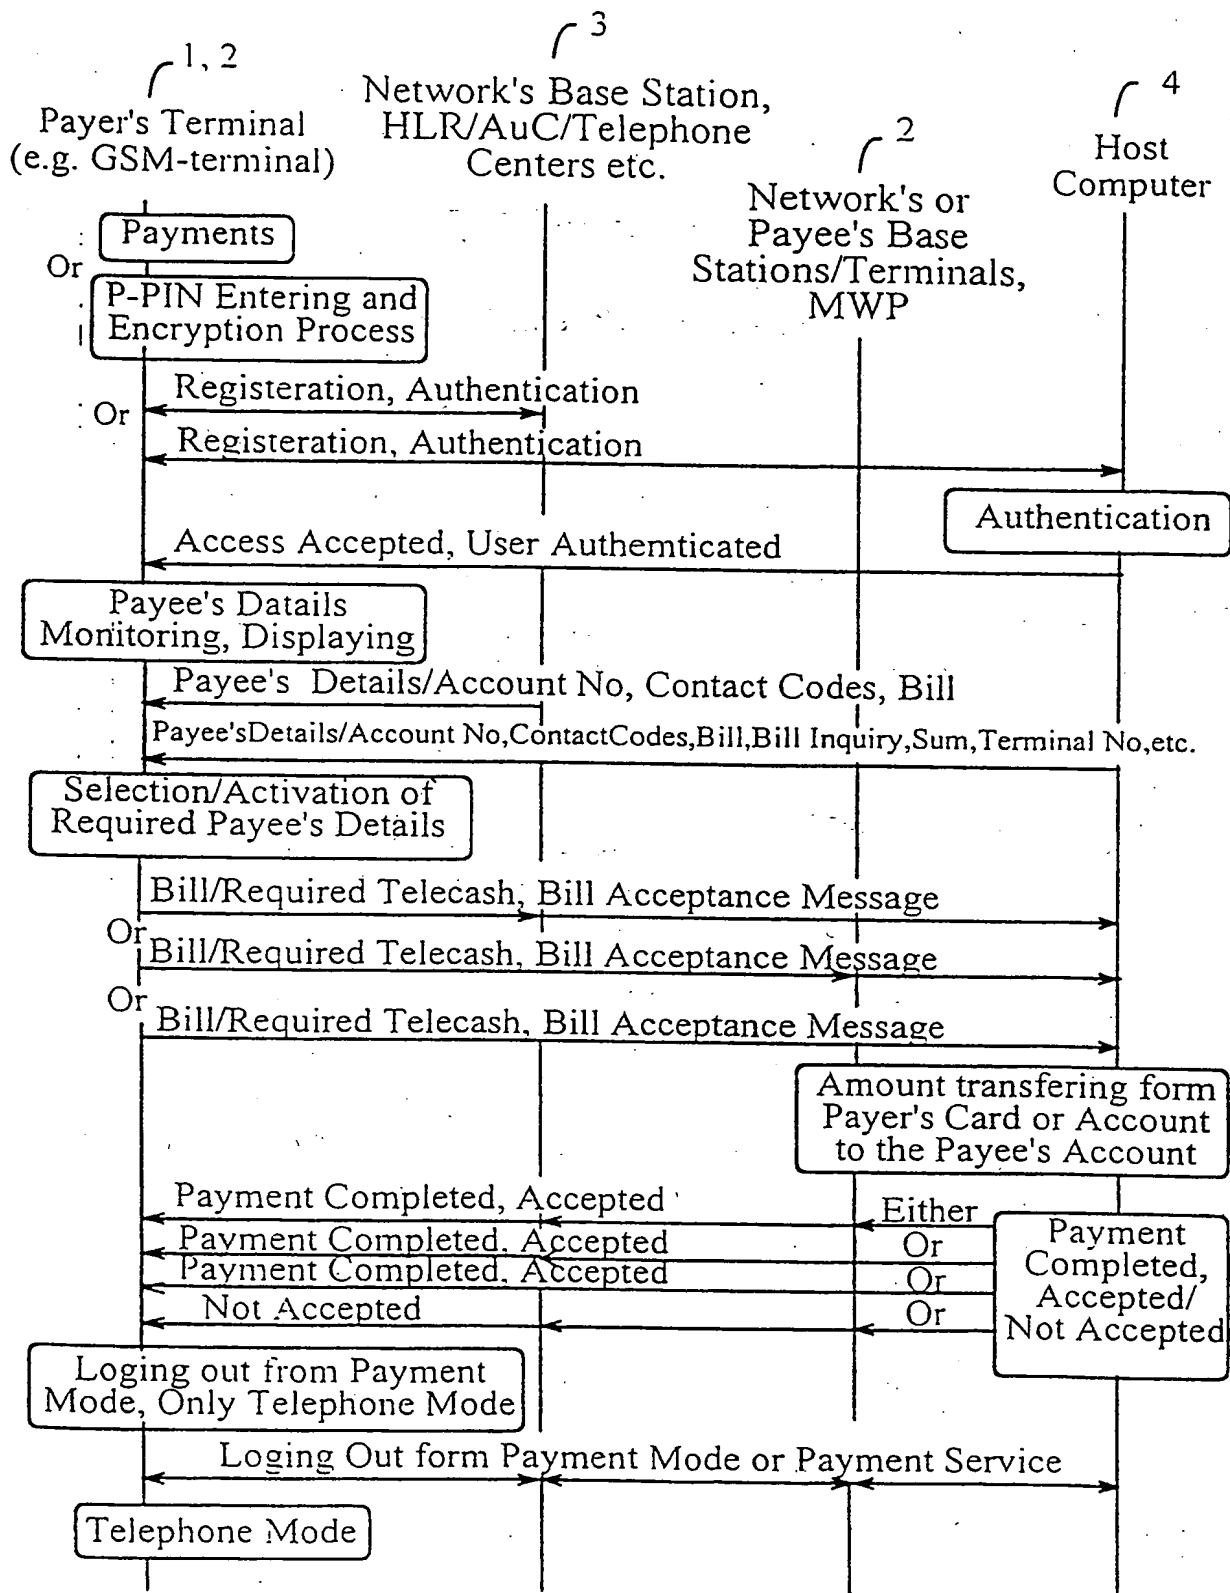 1, 2
3
2
4
Payer's Terminal
(e.g. GSM-terminal)
Network's Base Station,
HLR/AuC/Telephone
Centers etc.
Network's or
Payee's Base
Stations/Terminals,
MWP
Host
Computer
Payments
Or
P-PIN Entering and
Encryption Process
Registeration, Authentication
Or
Registeration, Authentication
Authentication
Access Accepted, User Authemticated
Payee's Datails
Monitoring, Displaying
Payee's Details/Account No, Contact Codes, Bill
Payee'sDetails/Account No,ContactCodes,Bill,Bill Inquiry,Sum,Terminal No,etc.
Selection/Activation of
Required Payee's Details
Bill/Required Telecash, Bill Acceptance Message
Or
Bill/Required Telecash, Bill Acceptance Message
Or
Bill/Required Telecash, Bill Acceptance Message
Amount transfering form
Payer's Card or Account
to the Payee's Account
Payment Completed, Accepted
Either
Payment Completed, Accepted
Or
Payment Completed, Accepted
Or
Not Accepted
Or
Payment
Completed,
Accepted/
Not Accepted
Loging out from Payment
Mode, Only Telephone Mode
Loging Out form Payment Mode or Payment Service
Telephone Mode